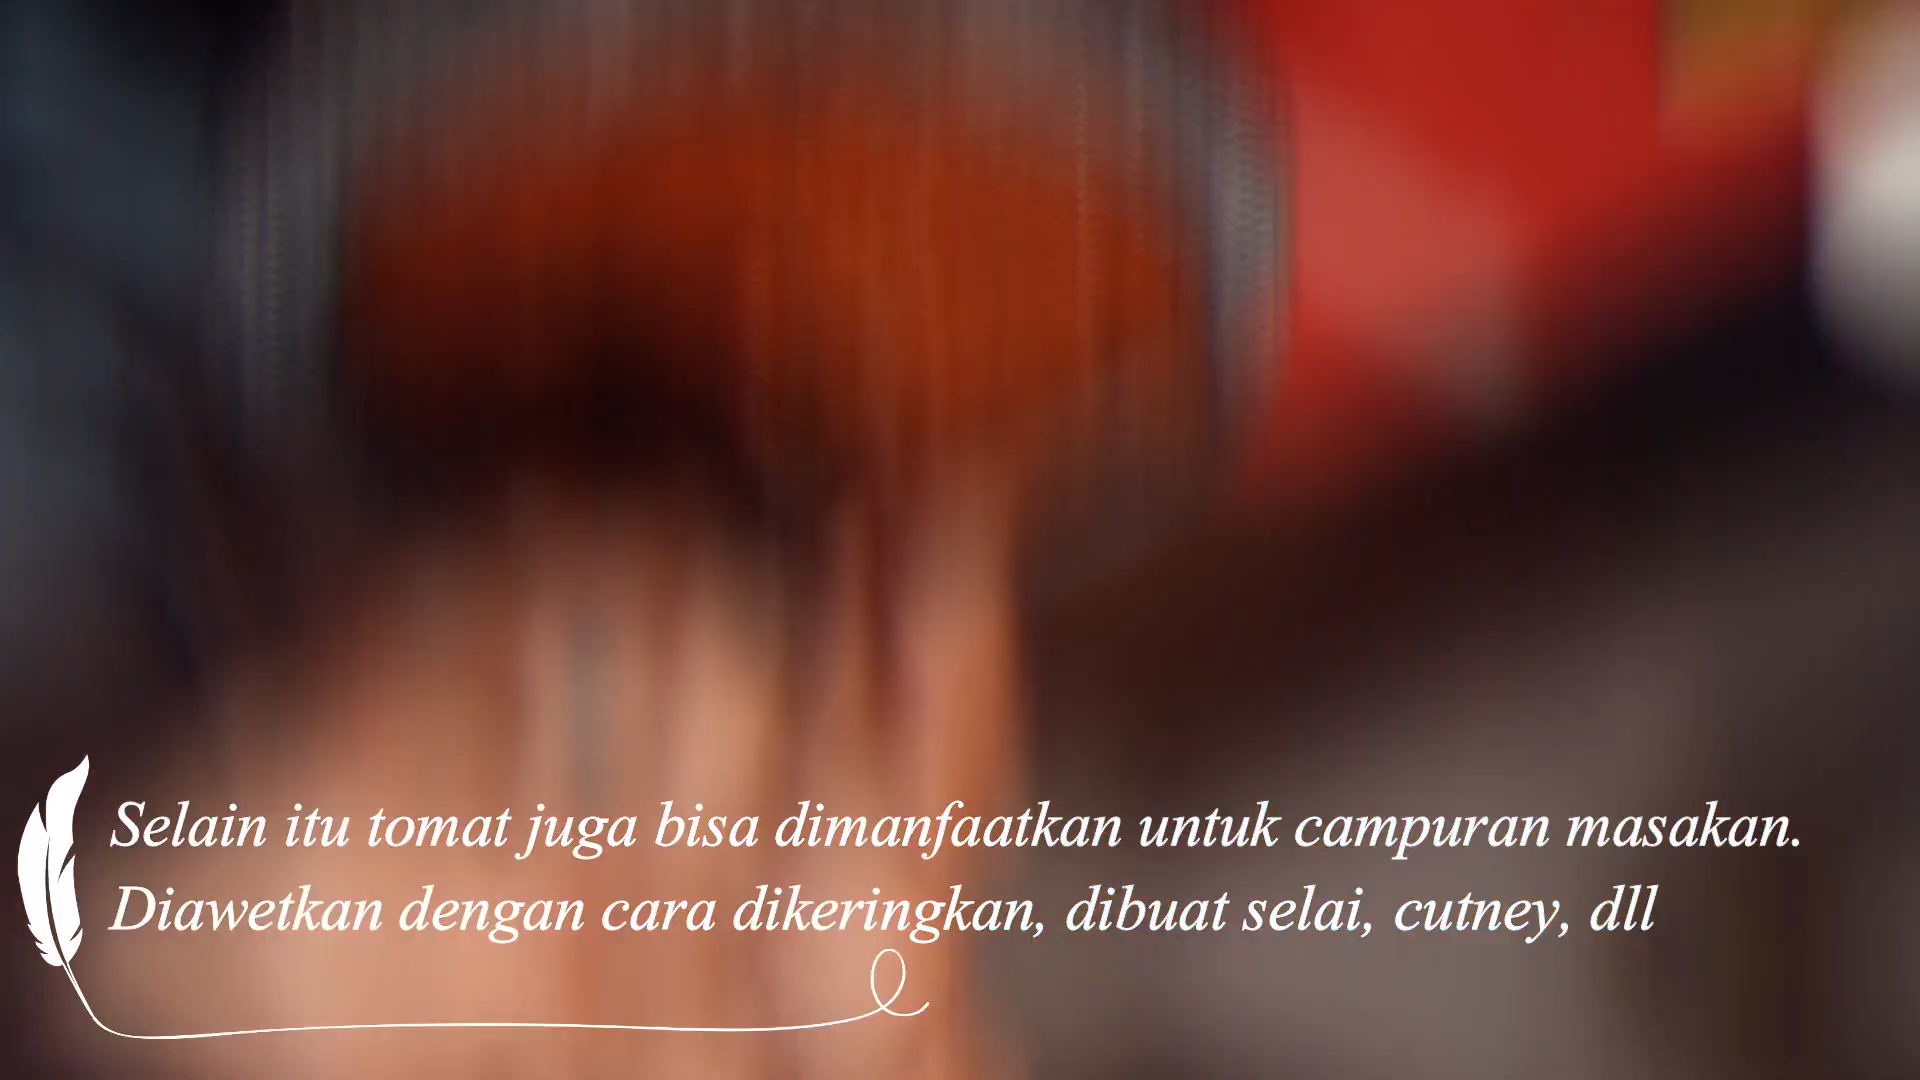 Selain itu tomat juga bisa dimanfaatkan untuk campuran masakan.
Diawetkan dengan cara dikeringkan, dibuat selai, cutney, dll